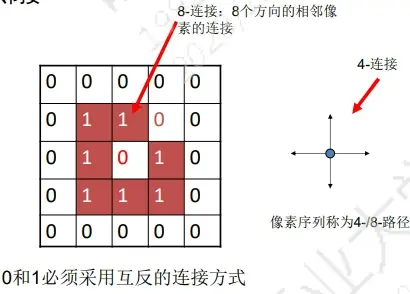 8-连接：8个方向的相邻像
素的连接
4-连接
0 0 0 0 0
0 1 1 0 0
0 1 0 1 0
0 1 1 1 0
0 0 0 0 0
像素序列称为4-/8-路径
0和1必须采用互反的连接方式